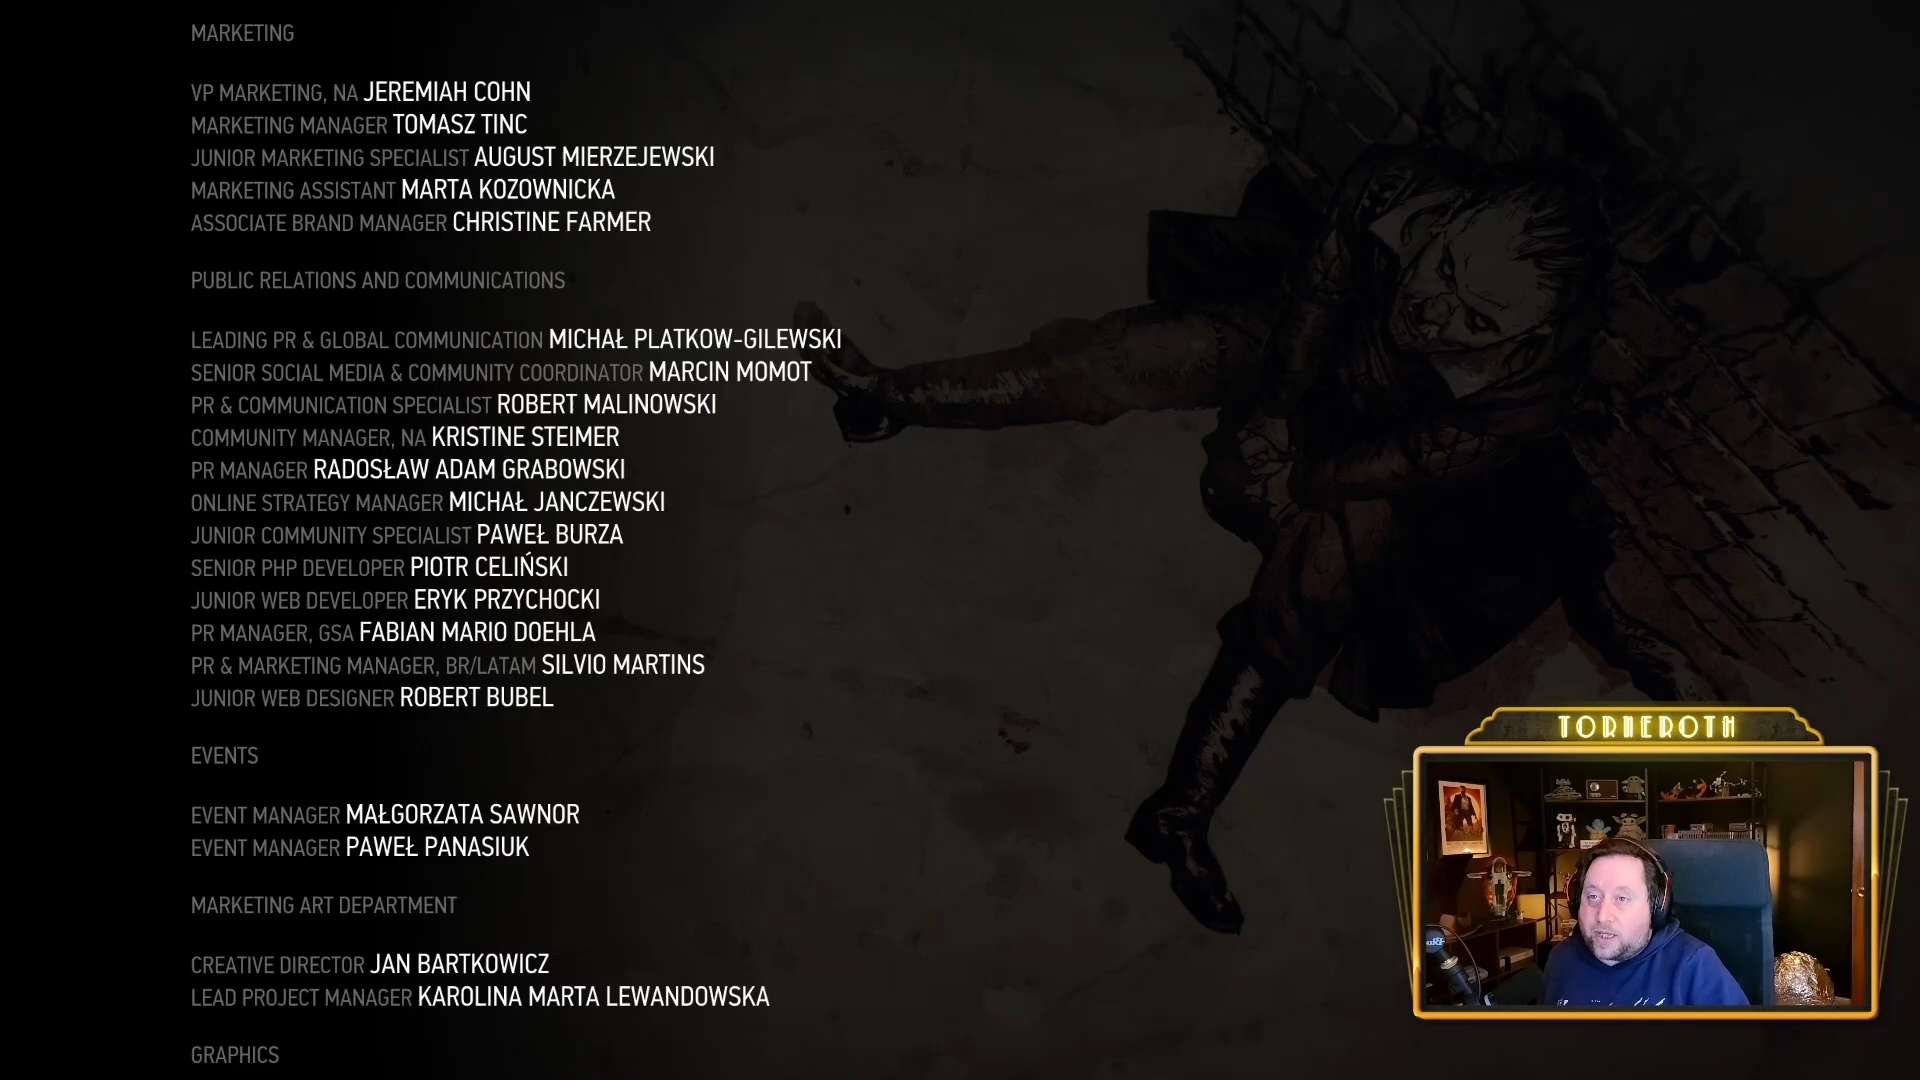 MARKETING
VP MARKETING, NA JEREMIAH COHN
MARKETING MANAGER TOMASZ TINC
JUNIOR MARKETING SPECIALIST AUGUST MIERZEJEWSKI
MARKETING ASSISTANT MARTA KOZOWNICKA
ASSOCIATE BRAND MANAGER CHRISTINE FARMER
PUBLIC RELATIONS AND COMMUNICATIONS
LEADING PR & GLOBAL COMMUNICATION MICHAŁ PLATKOW-GILEWSKI
SENIOR SOCIAL MEDIA & COMMUNITY COORDINATOR MARCIN MOMOT
PR & COMMUNICATION SPECIALIST ROBERT MALINOWSKI
COMMUNITY MANAGER, NA KRISTINE STEIMER
PR MANAGER RADOSŁAW ADAM GRABOWSKI
ONLINE STRATEGY MANAGER MICHAŁ JANCZEWSKI
JUNIOR COMMUNITY SPECIALIST PAWEŁ BURZA
SENIOR PHP DEVELOPER PIOTR CELIŃSKI
JUNIOR WEB DEVELOPER ERYK PRZYCHOCKI
PR MANAGER, GSA FABIAN MARIO DOEHLA
PR & MARKETING MANAGER, BR/LATAM SILVIO MARTINS
JUNIOR WEB DESIGNER ROBERT BUBEL
EVENTS
EVENT MANAGER MAŁGORZATA SAWNOR
EVENT MANAGER PAWEŁ PANASIUK
MARKETING ART DEPARTMENT
CREATIVE DIRECTOR JAN BARTKOWICZ
LEAD PROJECT MANAGER KAROLINA MARTA LEWANDOWSKA
GRAPHICS
TORNEROTH